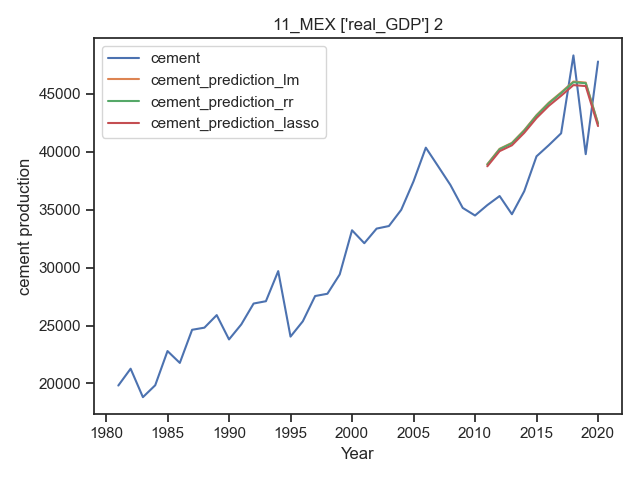 11_MEX ['real_GDP'] 2
cement
cement_prediction_lm
cement_prediction_rr
cement_prediction_lasso
45000
40000
35000
30000
25000
20000
cement production
1980 1985 1990 1995 2000 2005 2010 2015 2020
Year